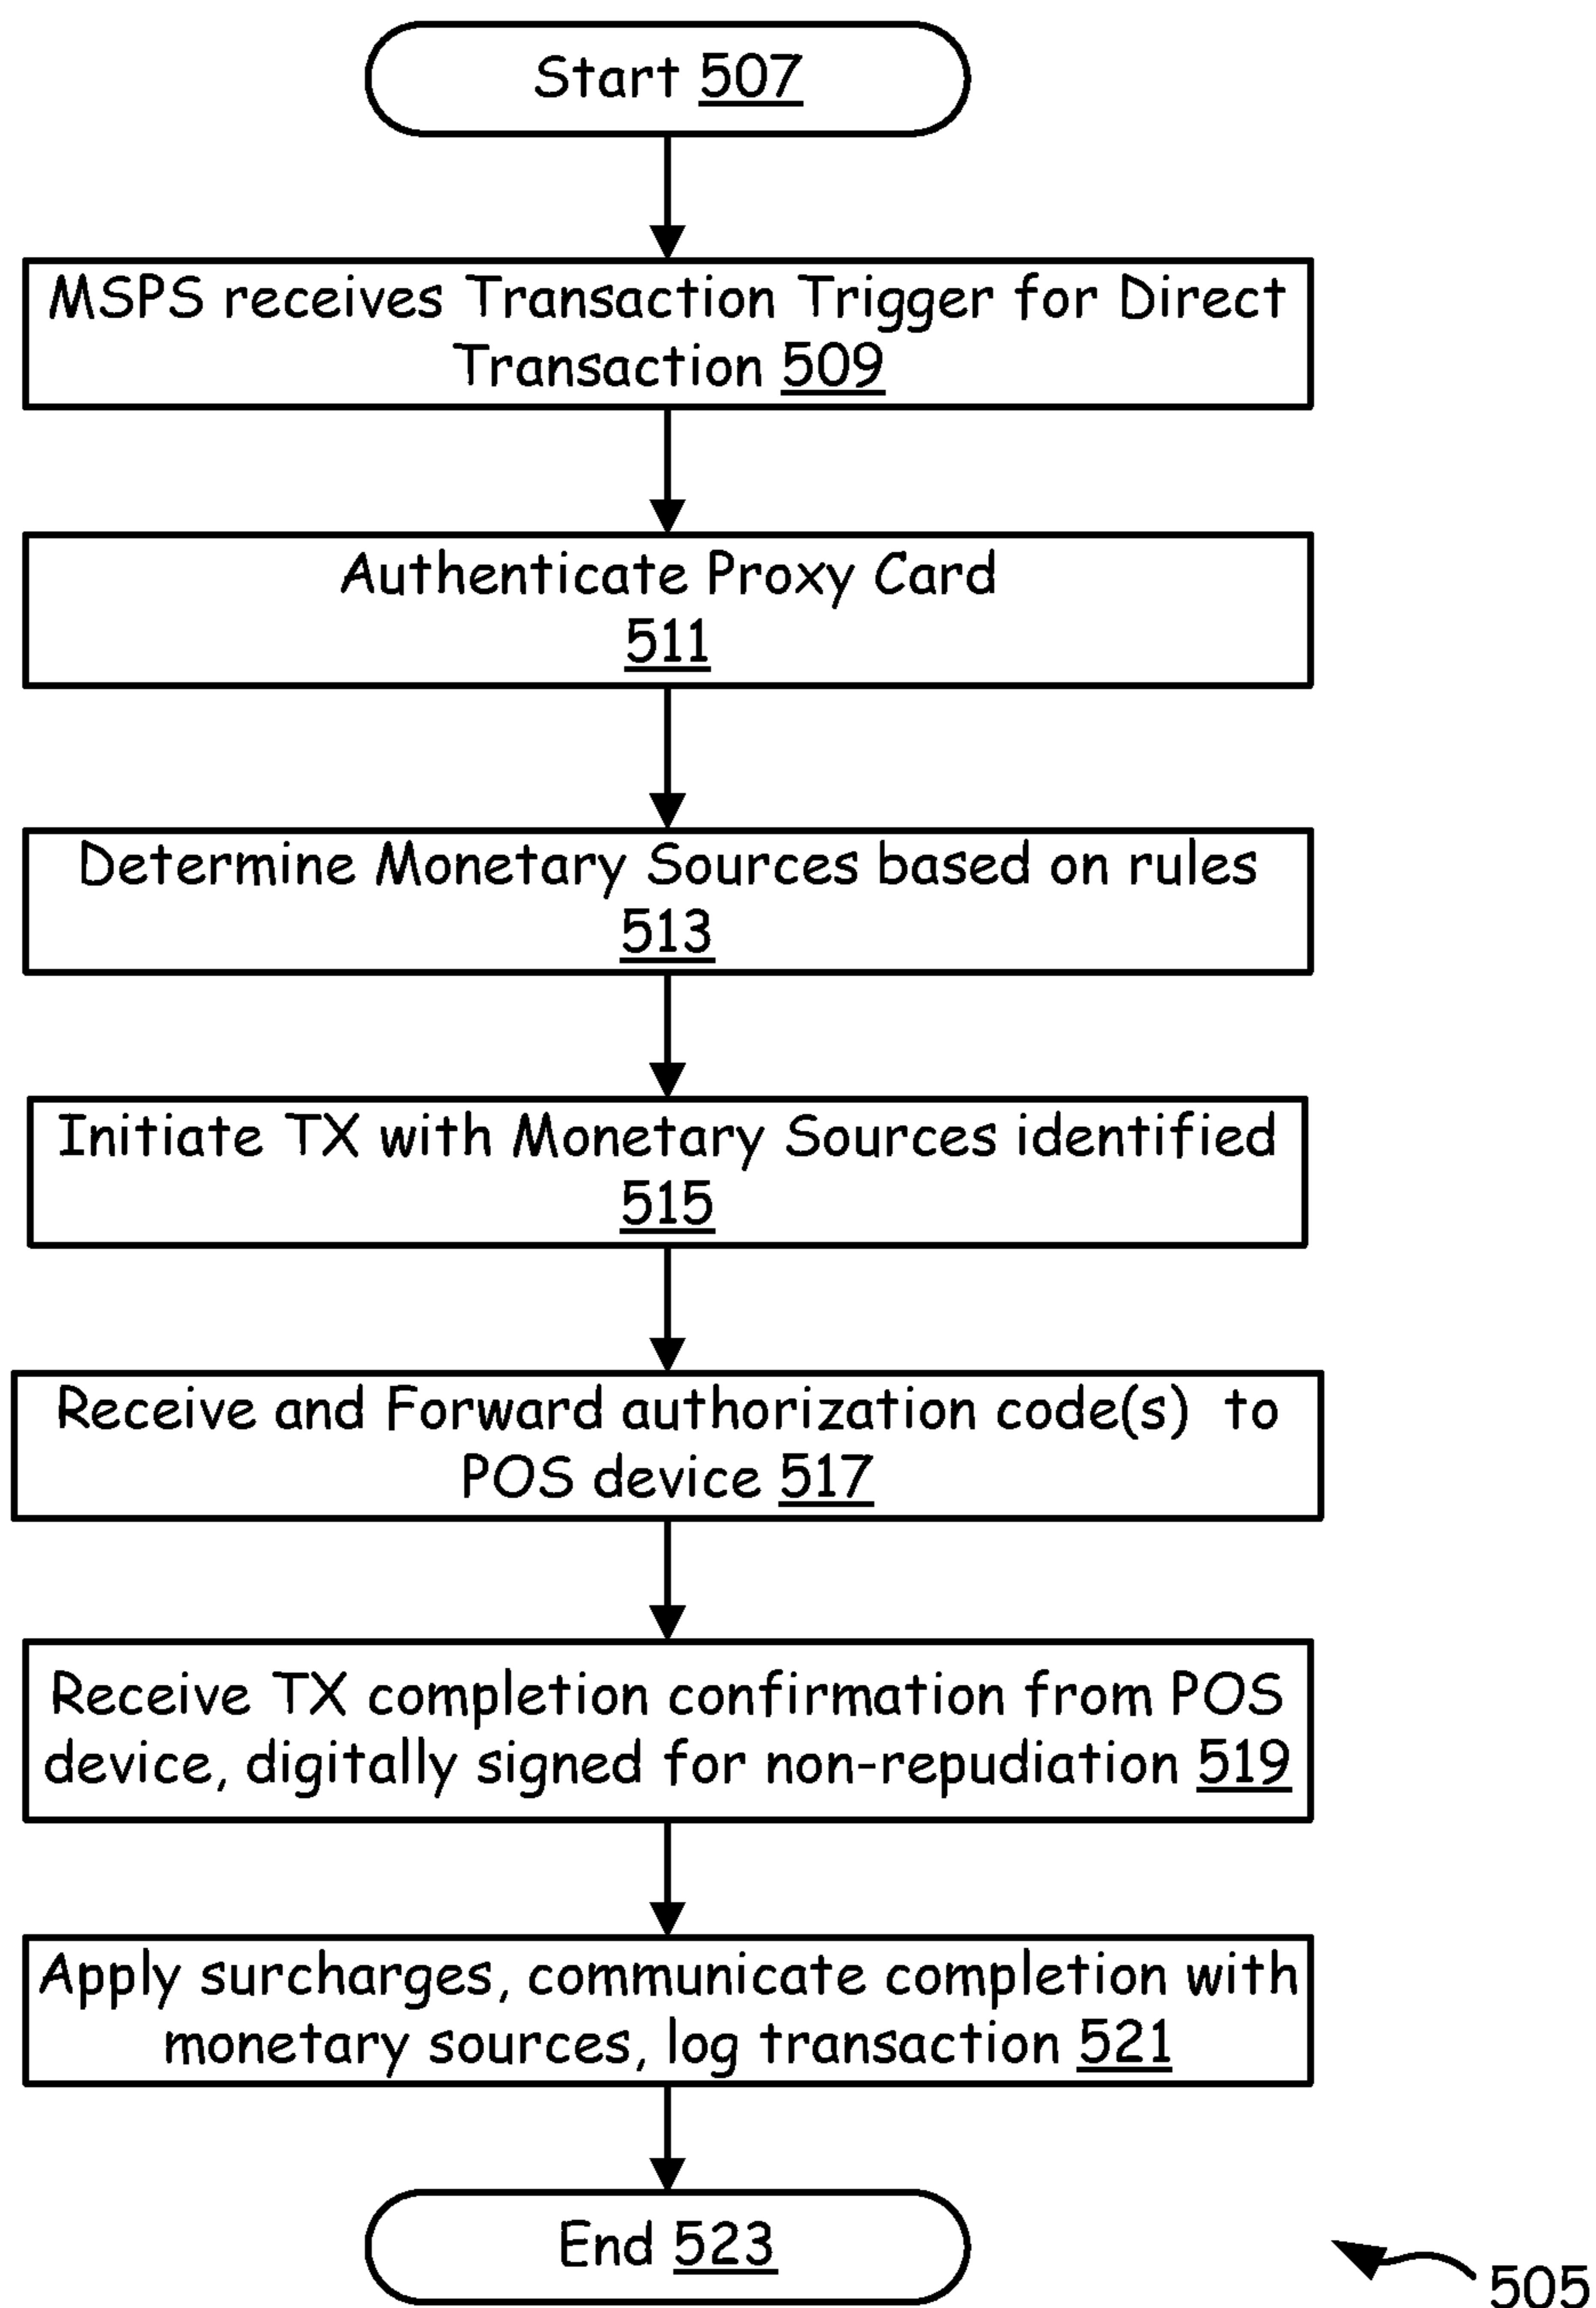 Start 507
MSPS receives Transaction Trigger for Direct
Transaction 509
Authenticate Proxy Card
511
Determine Monetary Sources based on rules
513
Initiate TX with Monetary Sources identified
515
Receive and Forward authorization code(s) to
POS device 517
Receive TX completion confirmation from POS
device, digitally signed for non-repudiation 519
Apply surcharges, communicate completion with
monetary sources, log transaction 521
End 523
505